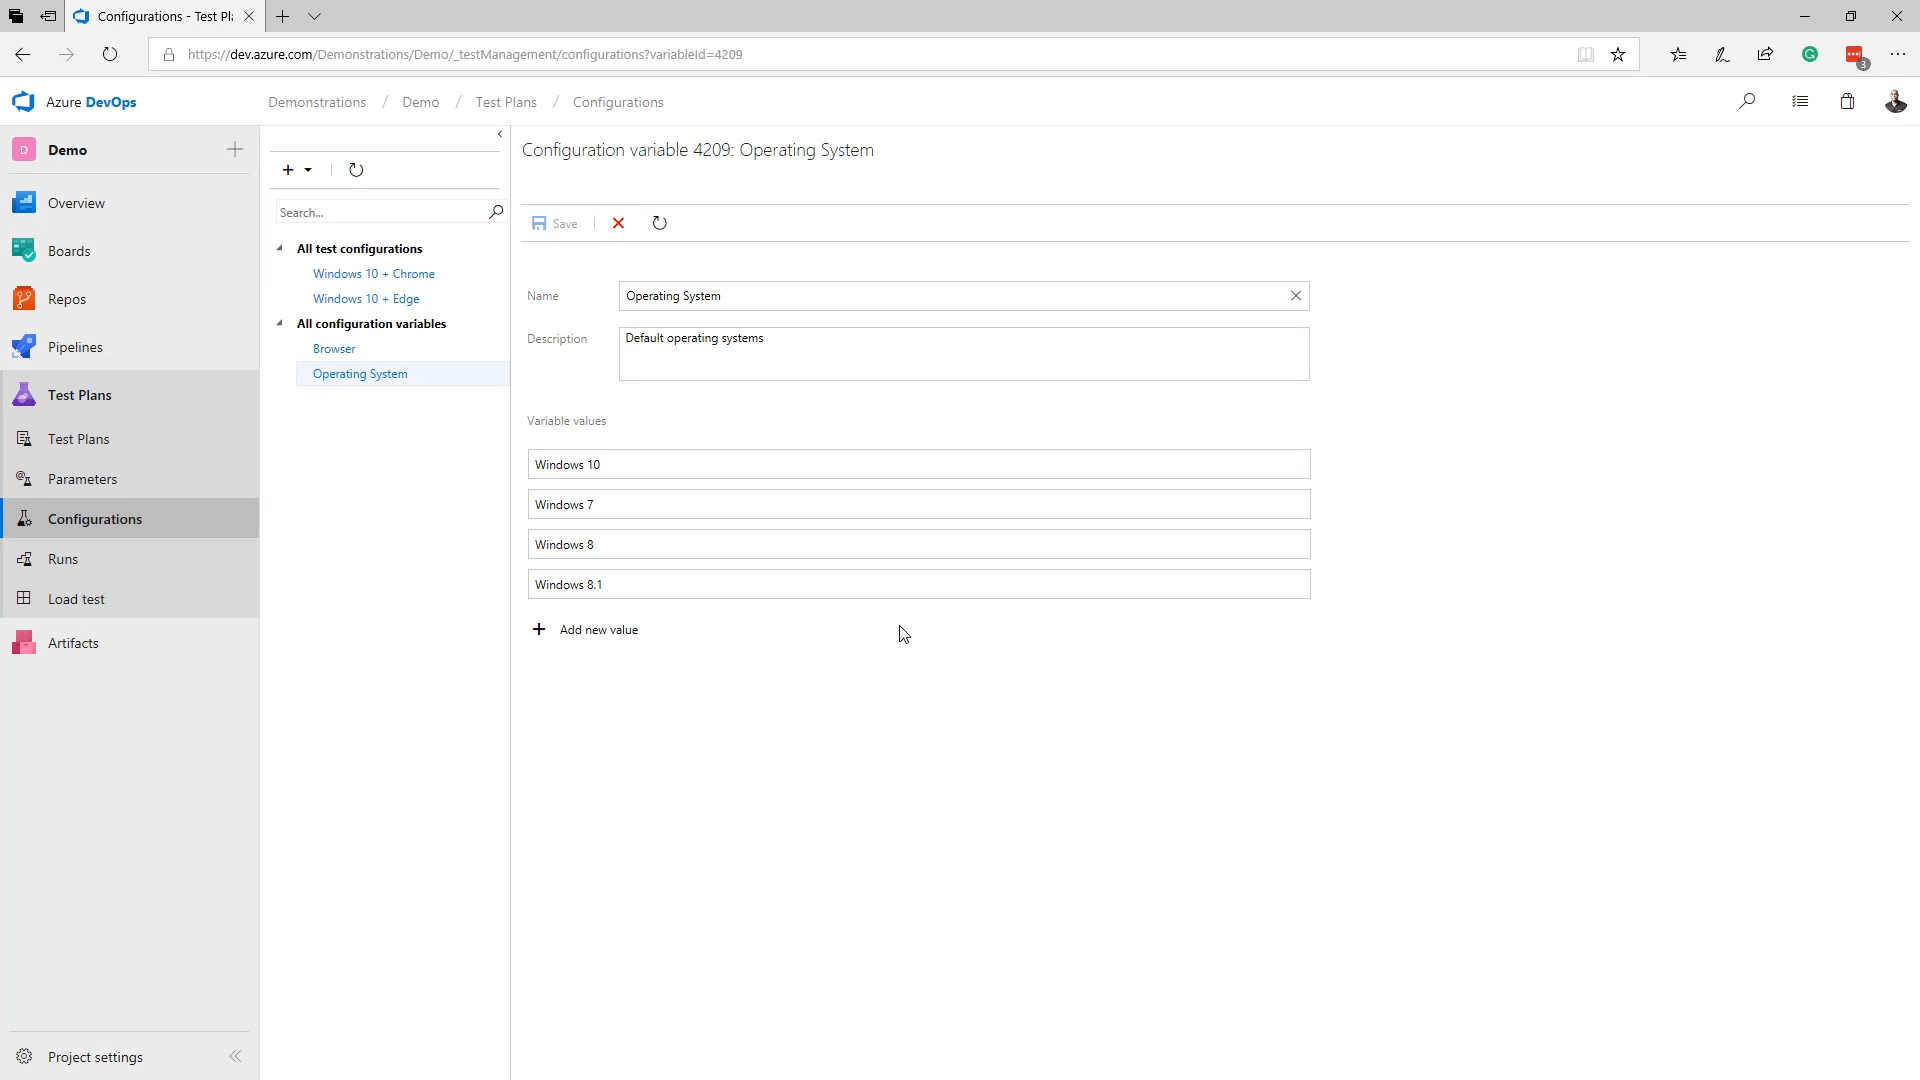 Configurations - Test Pl
https://dev.azure.com/Demonstrations/Demo/_testManagement/configurations?variableId=4209
3
Azure DevOps
Demonstrations / Demo / Test Plans / Configurations
D Demo
Overview
Boards
Repos
Pipelines
Test Plans
Test Plans
Parameters
Configurations
Runs
Load test
Artifacts
Project settings
Search...
All test configurations
Windows 10 + Chrome
Windows 10 + Edge
All configuration variables
Browser
Operating System
Configuration variable 4209: Operating System
Save
Name
Operating System
Description
Default operating systems
Variable values
Windows 10
Windows 7
Windows 8
Windows 8.1
Add new value